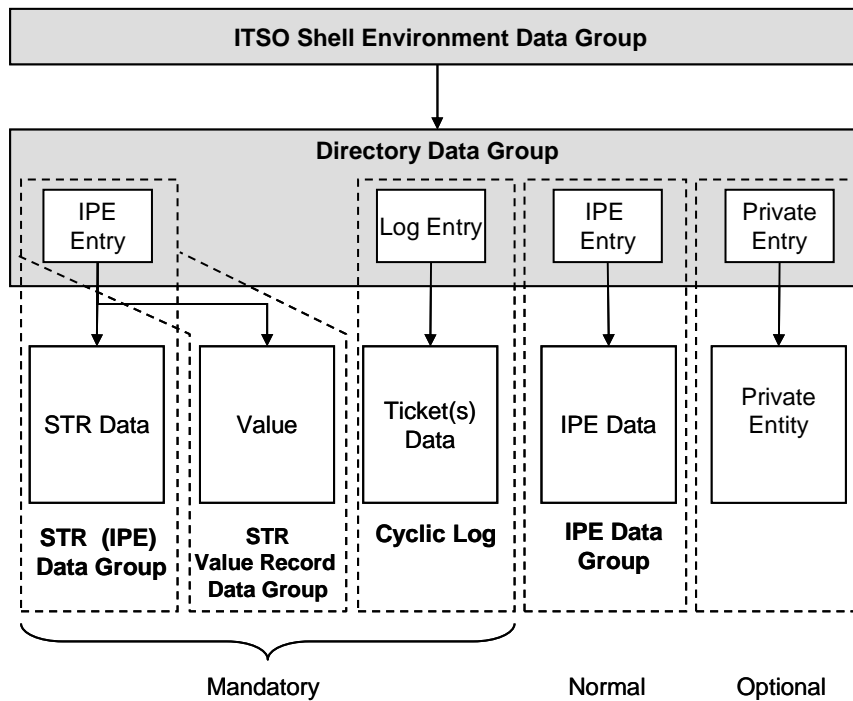 ITSO Shell Environment Data Group
Directory Data Group
IPE
Entry
Log Entry
IPE
Entry
Private
Entry
STR Data
Value
Ticket(s)
Data
IPE Data
Private
Entity
STR (IPE)
Data Group
STR
Value Record
Data Group
Cyclic Log
IPE Data
Group
Mandatory
Normal
Optional